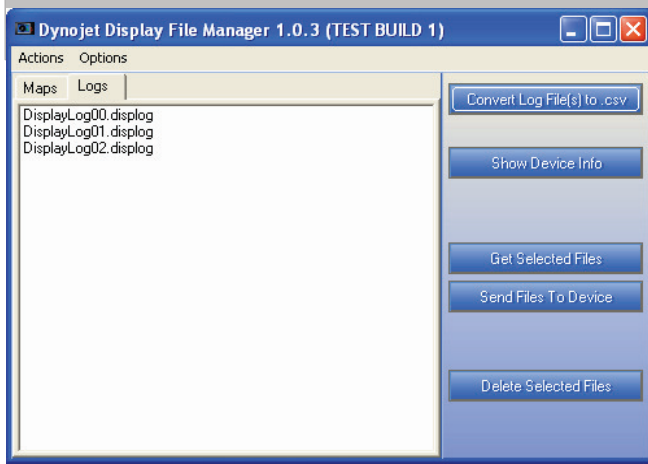 Dynojet Display File Manager 1.0.3 (TEST BUILD 1)
Actions Options
Maps Logs
DisplayLog00.displog
DisplayLog01.displog
DisplayLog02.displog
Convert Log File(s) to .csv
Show Device Info
Get Selected Files
Send Files To Device
Delete Selected Files